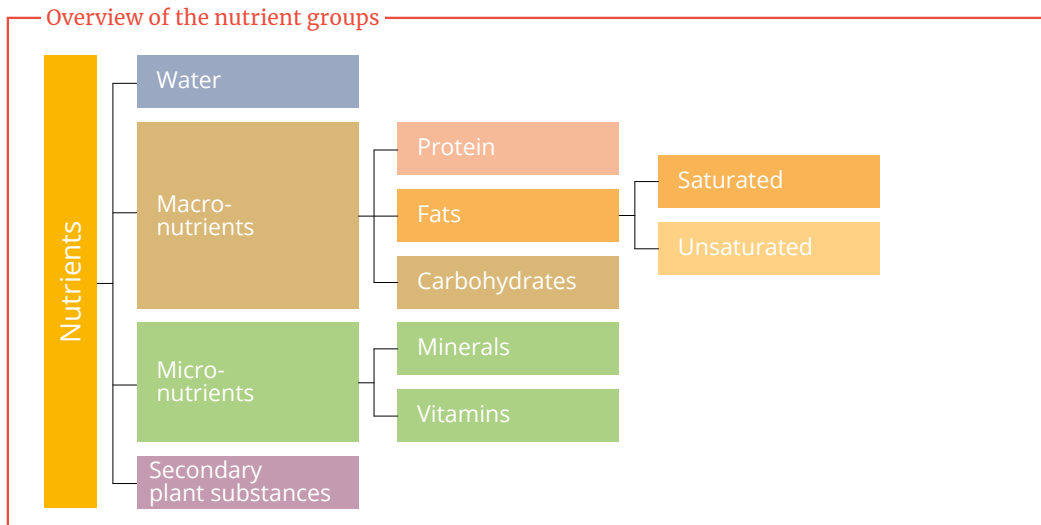 Overview of the nutrient groups
Nutrients
Water
Macro-
nutrients
Protein
Fats
Carbohydrates
Saturated
Unsaturated
Micro-
nutrients
Minerals
Vitamins
Secondary
plant substances